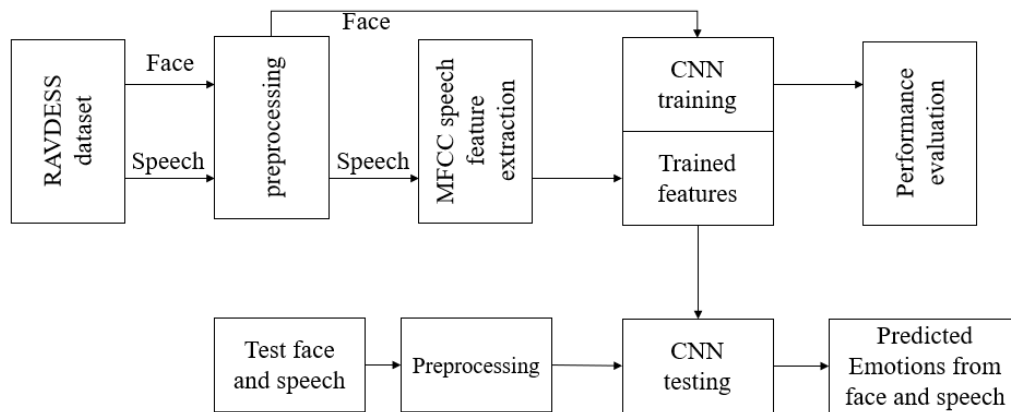 Face
RAVDESS
dataset
Face
Speech
preprocessing
Speech
MFCC speech
feature
extraction
CNN
training
Trained
features
Performance
evaluation
Test face
and speech
Preprocessing
CNN
testing
Predicted
Emotions from
face and speech